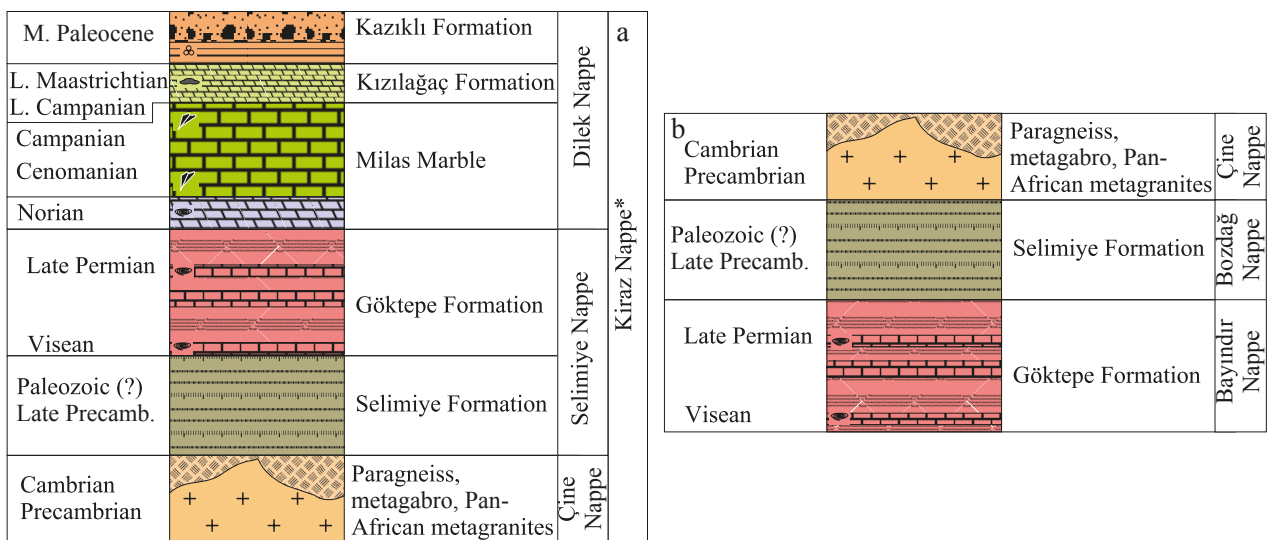 a
M. Paleocene
Kazıklı Formation
L. Maastrichtian
L. Campanian
Kızılağaç Formation
Campanian
Cenomanian
Milas Marble
Norian
Dilek Nappe
Late Permian
Visean
Göktepe Formation
Paleozoic (?)
Late Precamb.
Selimiye Formation
Selimiye Nappe
Cambrian
Precambrian
Paragneiss,
metagabro, Pan-
African metagranites
Çine
Nappe
Kiraz Nappe*
b
Cambrian
Precambrian
Paragneiss,
metagabro, Pan-
African metagranites
Çine
Nappe
Paleozoic (?)
Late Precamb.
Selimiye Formation
Bozdağ
Nappe
Late Permian
Visean
Göktepe Formation
Bayındır
Nappe